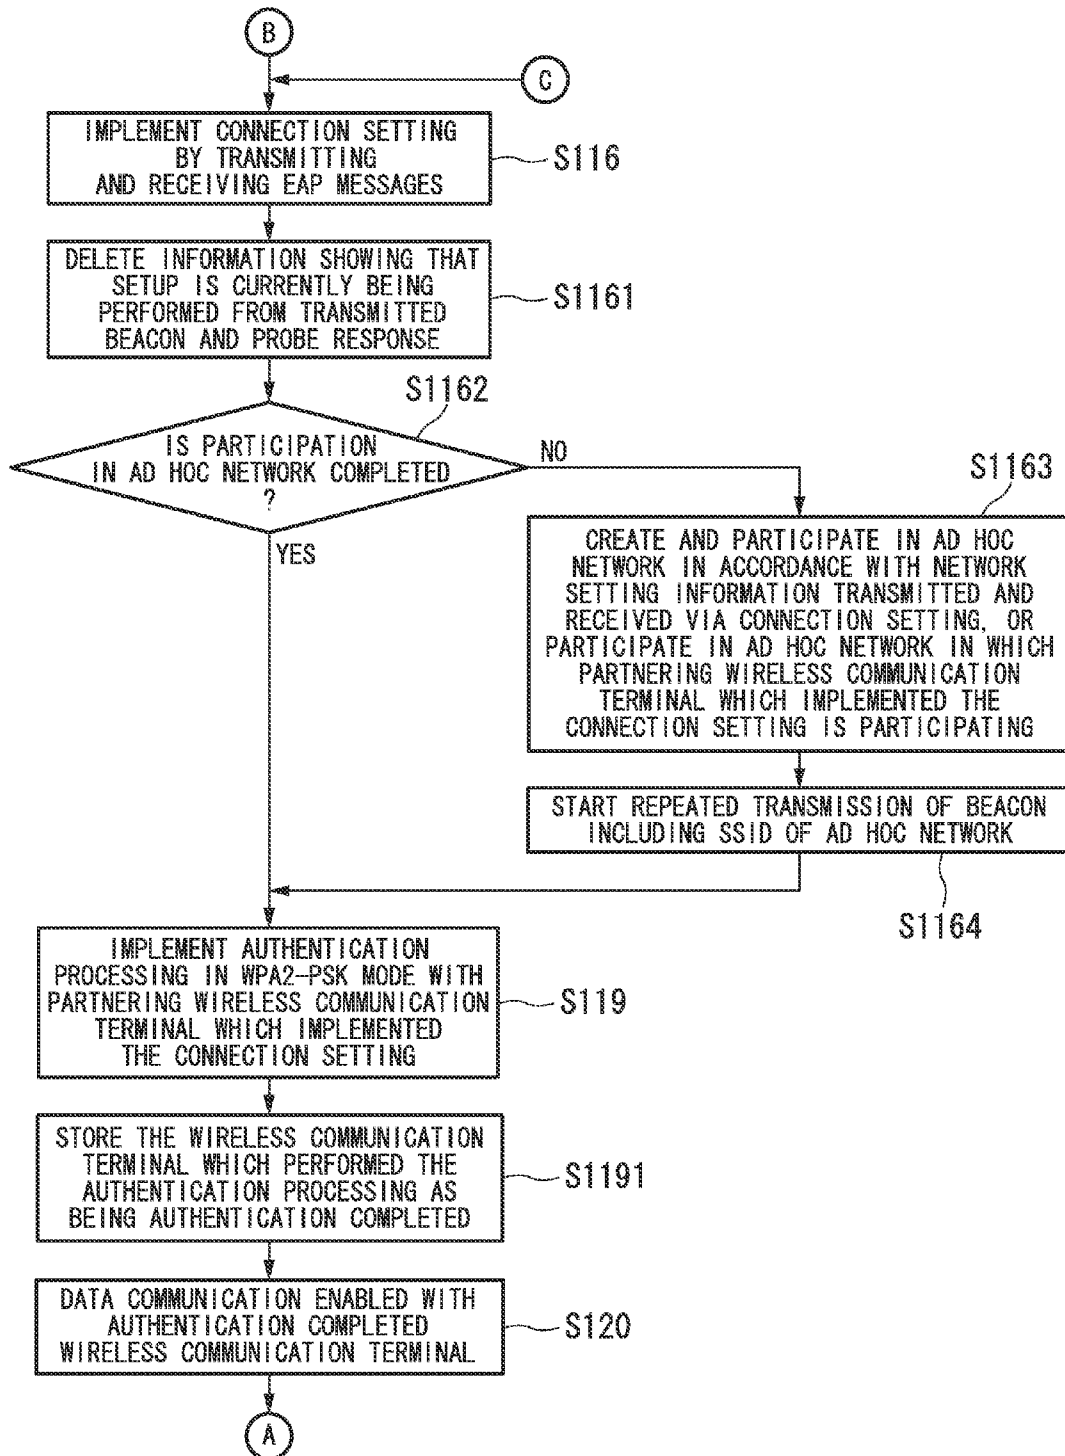 B
C
IMPLEMENT CONNECTION SETTING
BY TRANSMITTING
AND RECEIVING EAP MESSAGES
S116
DELETE INFORMATION SHOWING THAT
SETUP IS CURRENTLY BEING
PERFORMED FROM TRANSMITTED
BEACON AND PROBE RESPONSE
S1161
S1162
IS PARTICIPATION
IN AD HOC NETWORK COMPLETED
?
NO
YES
S1163
CREATE AND PARTICIPATE IN AD HOC
NETWORK IN ACCORDANCE WITH NETWORK
SETTING INFORMATION TRANSMITTED AND
RECEIVED VIA CONNECTION SETTING, OR
PARTICIPATE IN AD HOC NETWORK IN WHICH
PARTNERING WIRELESS COMMUNICATION
TERMINAL WHICH IMPLEMENTED THE
CONNECTION SETTING IS PARTICIPATING
START REPEATED TRANSMISSION OF BEACON
INCLUDING SSID OF AD HOC NETWORK
S1164
IMPLEMENT AUTHENTICATION
PROCESSING IN WPA2-PSK MODE WITH
PARTNERING WIRELESS COMMUNICATION
TERMINAL WHICH IMPLEMENTED
THE CONNECTION SETTING
S119
STORE THE WIRELESS COMMUNICATION
TERMINAL WHICH PERFORMED THE
AUTHENTICATION PROCESSING AS
BEING AUTHENTICATION COMPLETED
S1191
DATA COMMUNICATION ENABLED WITH
AUTHENTICATION COMPLETED
WIRELESS COMMUNICATION TERMINAL
S120
A